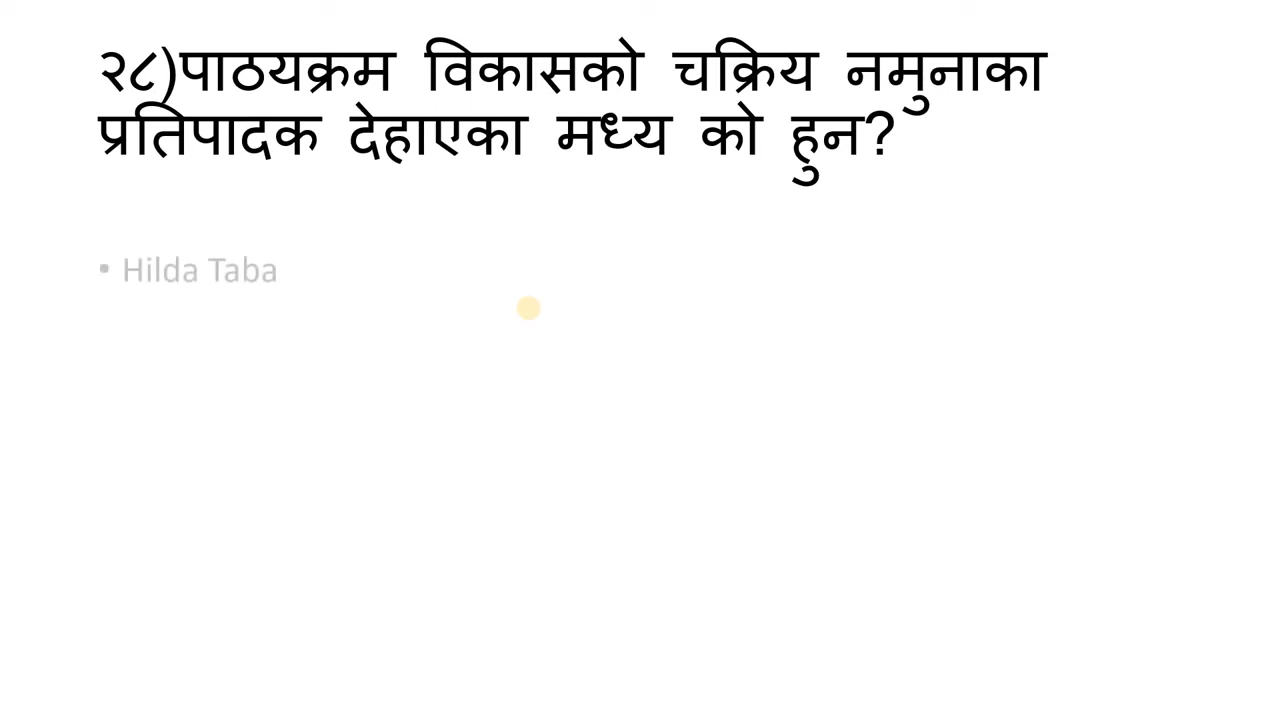 २८)पाठयक्रम विकासको चक्रिय नमुनाका
प्रतिपादक देहाएका मध्य को हुन?
• Hilda Taba